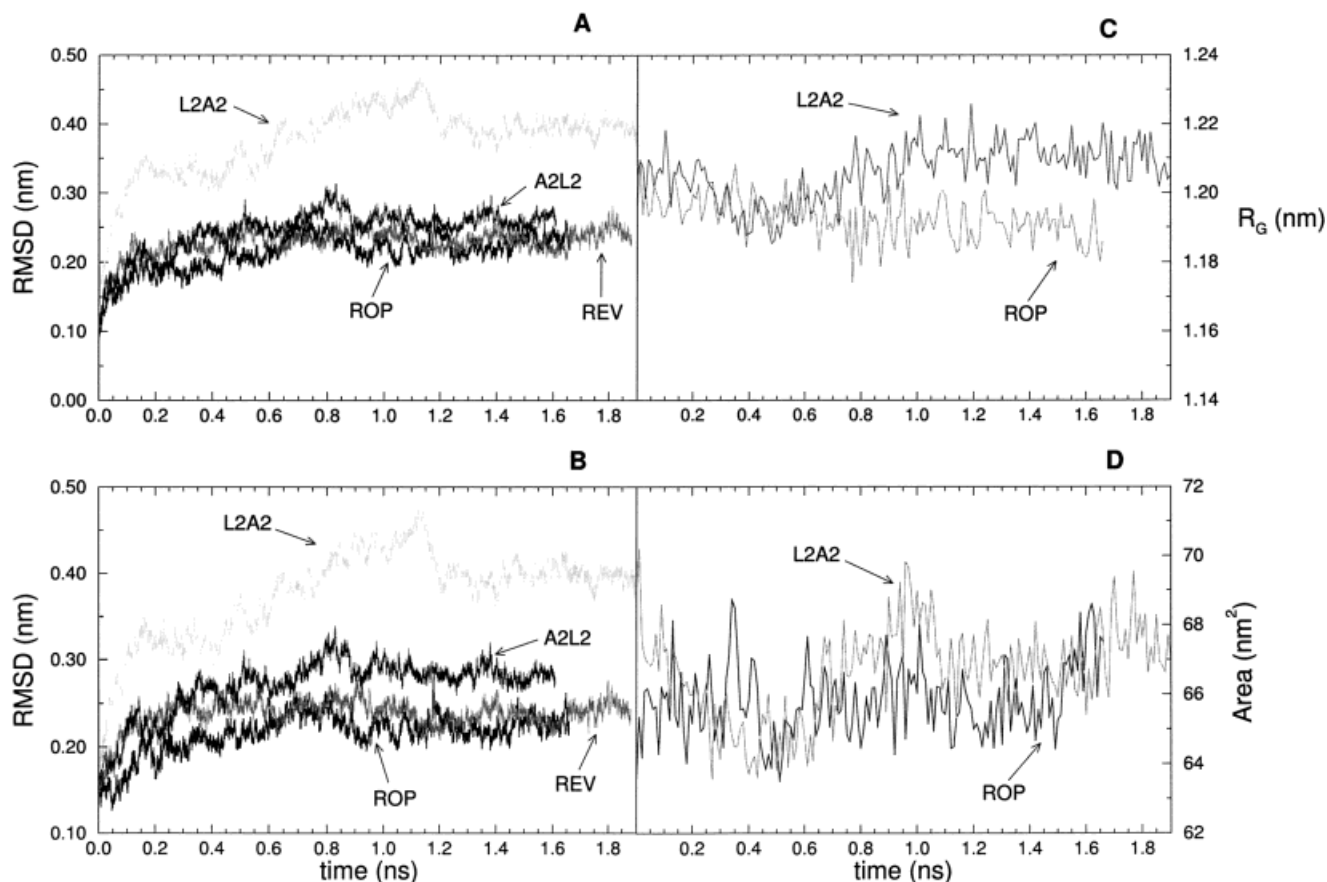 A
C
0.50
0.40
0.30
0.20
0.10
0.00
RMSD (nm)
L2A2
A2L2
ROP
REV
0.0 0.2 0.4 0.6 0.8 1.0 1.2 1.4 1.6 1.8
L2A2
ROP
0.2 0.4 0.6 0.8 1.0 1.2 1.4 1.6 1.8
1.24
1.22
1.20
1.18
1.16
1.14
RG (nm)
B
D
0.50
0.40
0.30
0.20
0.10
RMSD (nm)
L2A2
A2L2
ROP
REV
0.0 0.2 0.4 0.6 0.8 1.0 1.2 1.4 1.6 1.8
time (ns)
L2A2
ROP
0.2 0.4 0.6 0.8 1.0 1.2 1.4 1.6 1.8
time (ns)
72
70
68
66
64
62
Area (nm²)